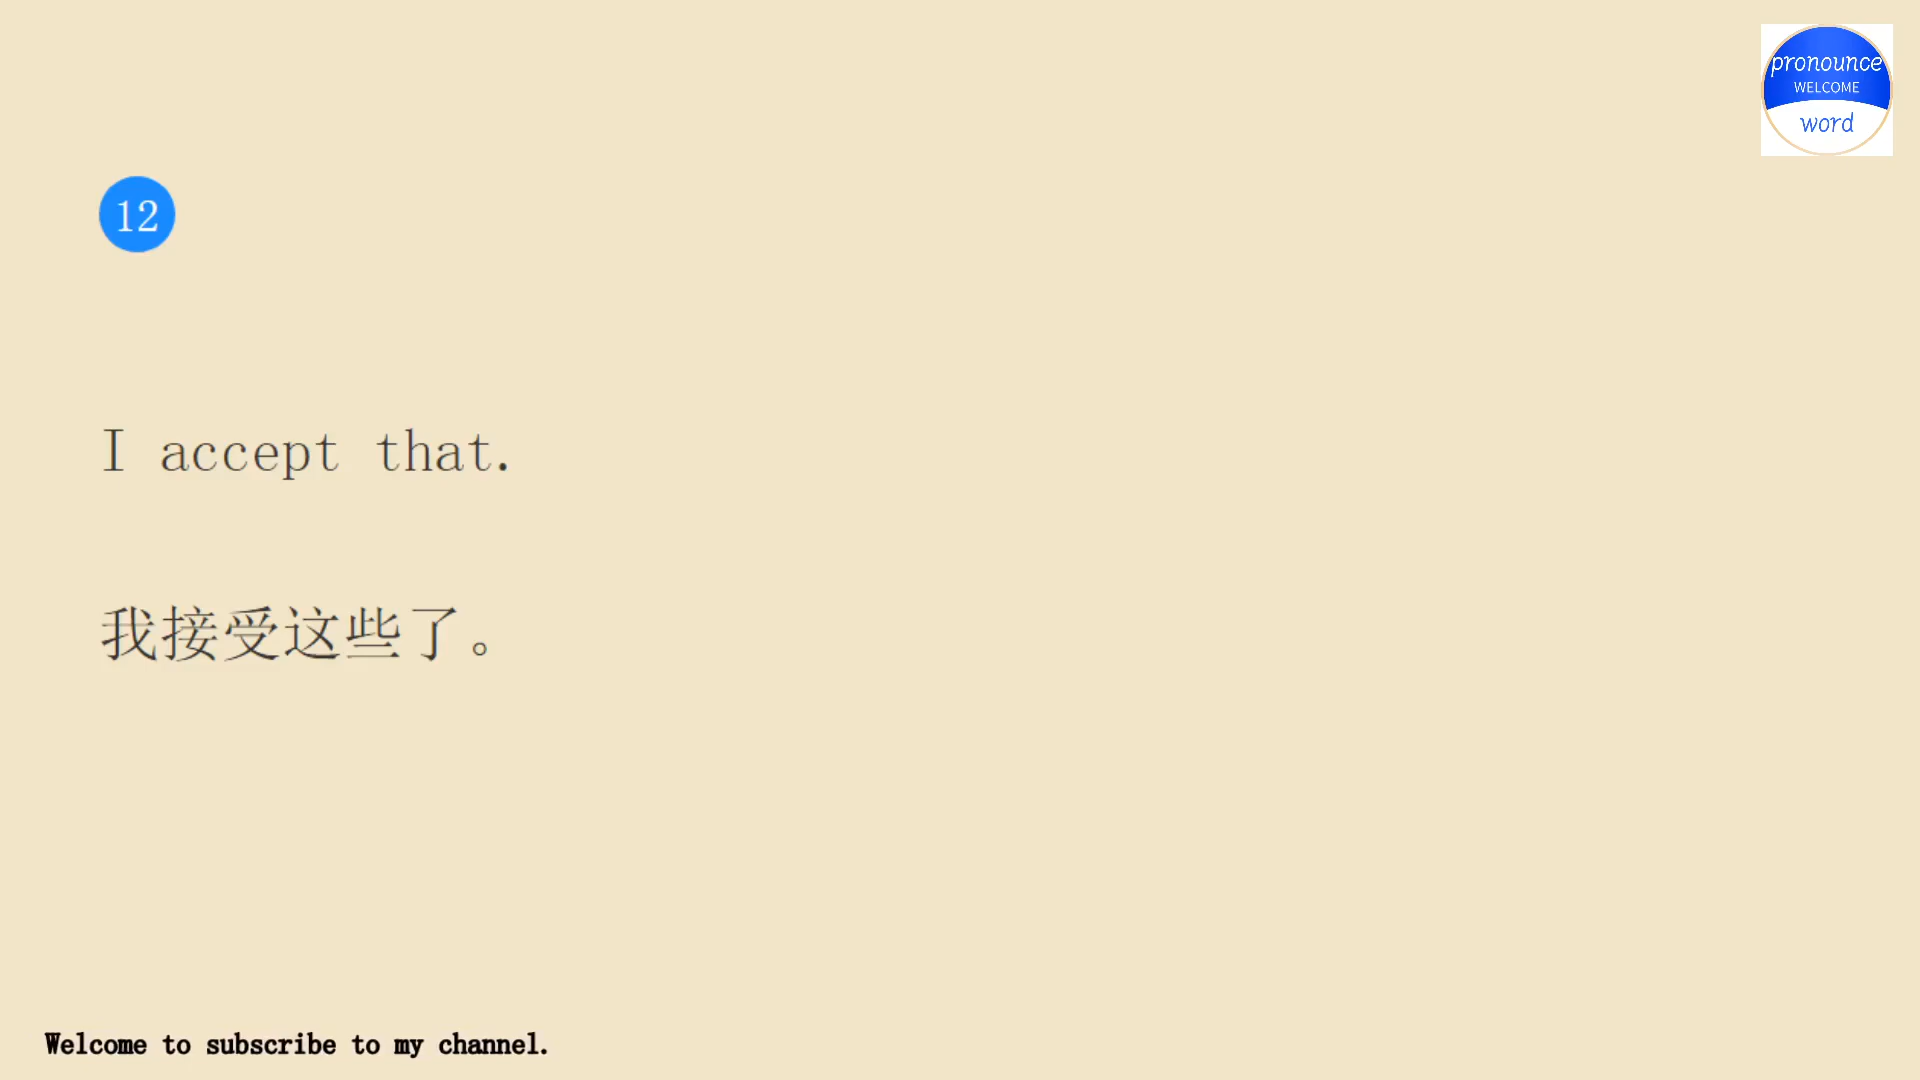 pronounce
WELCOME
word
12
I accept that.
我接受这些了。
Welcome to subscribe to my channel.